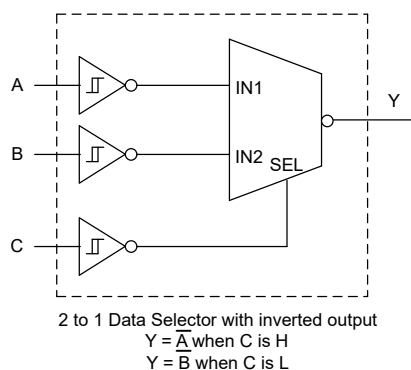 A
B
C
IN1
IN2
SEL
Y
2 to 1 Data Selector with inverted output
Y = A̅ when C is H
Y = B̅ when C is L